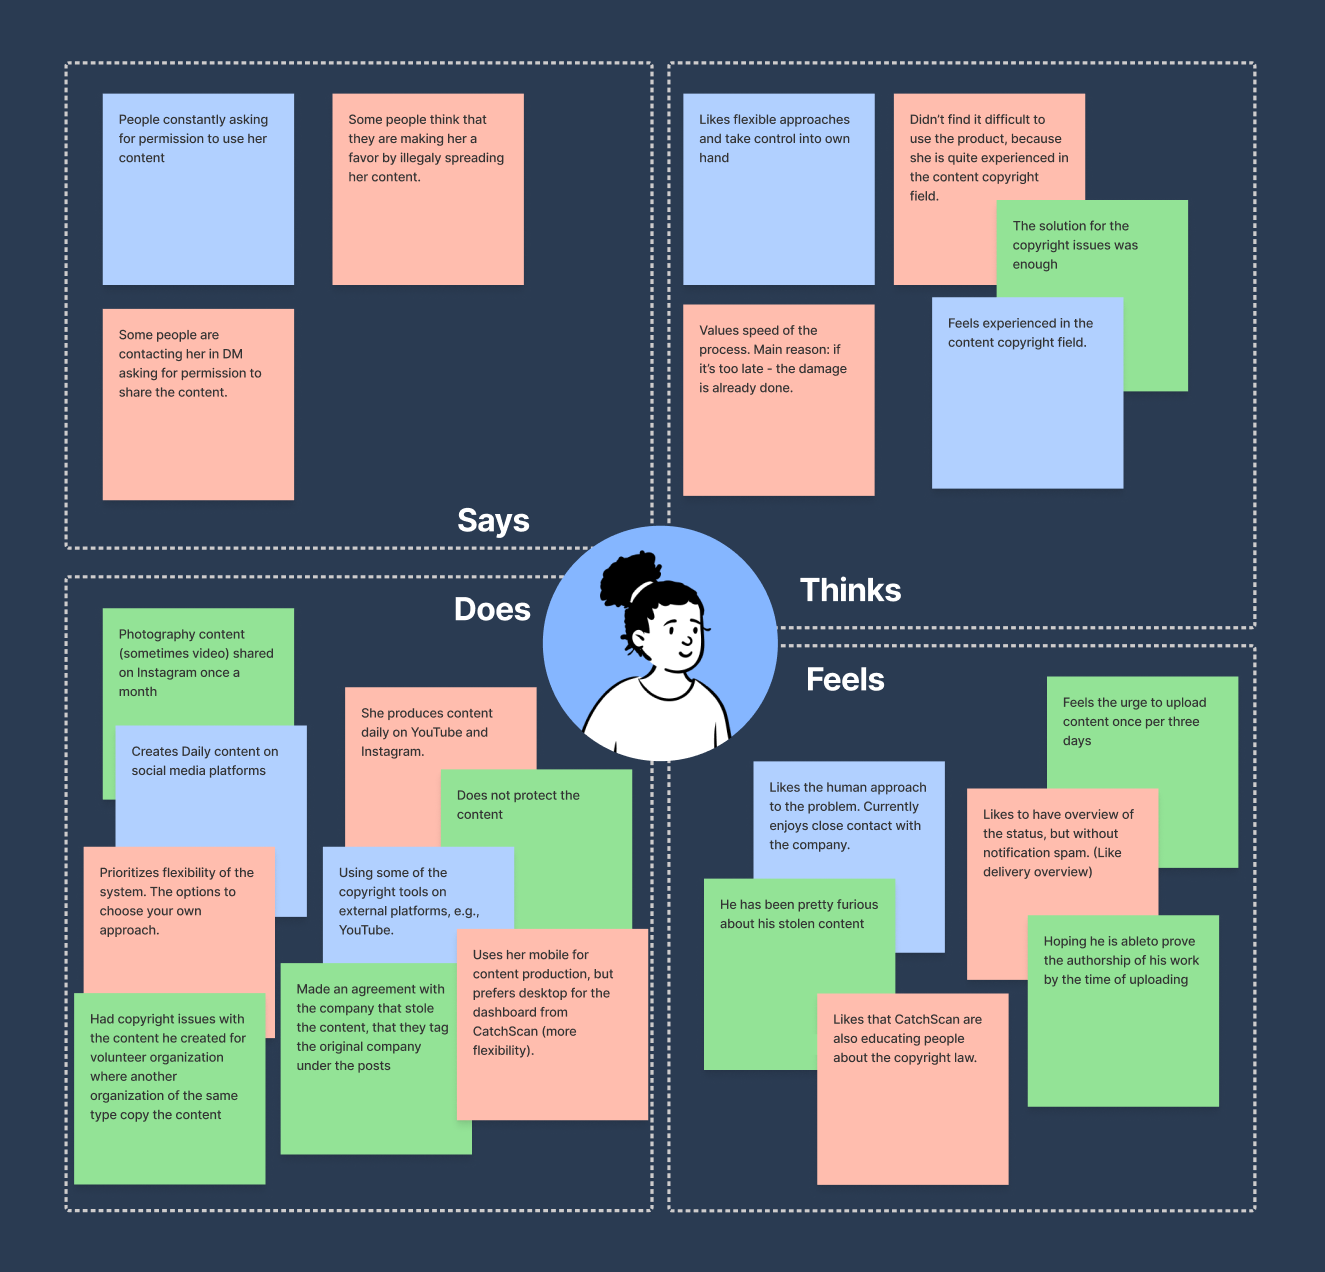 People constantly asking
for permission to use her
content
Some people think that
they are making her a
favor by illegally spreading
her content.
Some people are
contacting her in DM
asking for permission to
share the content.
Says
Likes flexible approaches
and take control into own
hand
Didn't find it difficult to
use the product, because
she is quite experienced in
the content copyright
field.
The solution for the
copyright issues was
enough
Values speed of the
process. Main reason: if
it's too late - the damage
is already done.
Feels experienced in the
content copyright field.
Thinks
Does
Photography content
(sometimes video) shared
on Instagram once a
month
Creates Daily content on
social media platforms
She produces content
daily on YouTube and
Instagram.
Does not protect the
content
Prioritizes flexibility of the
system. The options to
choose your own
approach.
Using some of the
copyright tools on
external platforms, e.g.,
YouTube.
Uses her mobile for
content production, but
prefers desktop for the
dashboard from
CatchScan (more
flexibility).
Had copyright issues with
the content he created for
volunteer organization
where another
organization of the same
type copy the content
Made an agreement with
the company that stole
the content, that they tag
the original company
under the posts
Feels
Feels the urge to upload
content once per three
days
Likes the human approach
to the problem. Currently
enjoys close contact with
the company.
Likes to have overview of
the status, but without
notification spam. (Like
delivery overview)
He has been pretty furious
about his stolen content
Hoping he is ableto prove
the authorship of his work
by the time of uploading
Likes that CatchScan are
also educating people
about the copyright law.